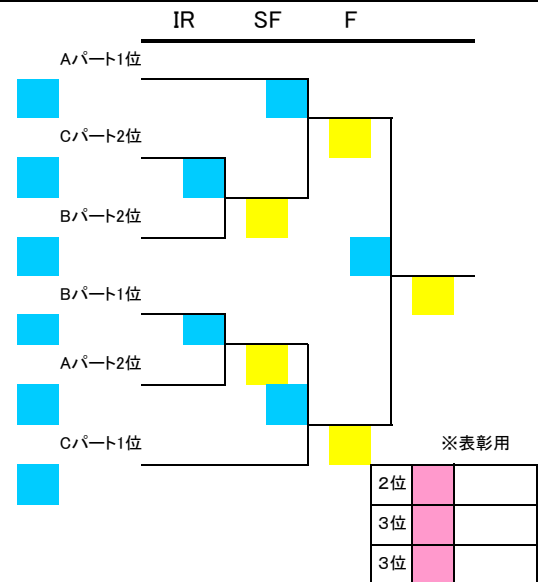 IR SF F
Aパート1位
Cパート2位
Bパート2位
Bパート1位
Aパート2位
Cパート1位
※表彰用
2位
3位
3位